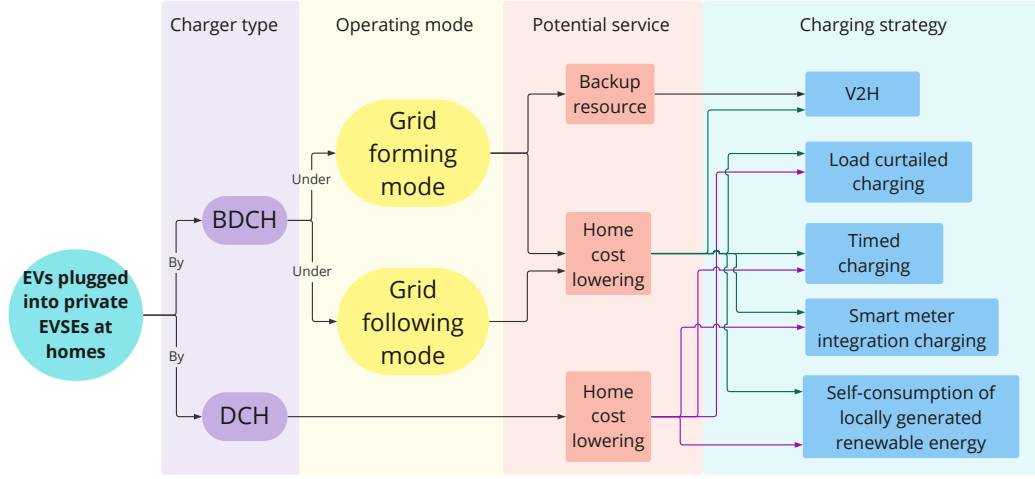 Charger type
Operating mode
Potential service
Charging strategy
EVs plugged
into private
EVSEs at
homes
By
By
BDCH
DCH
Under
Under
Grid
forming
mode
Grid
following
mode
Backup
resource
Home
cost
lowering
Home
cost
lowering
V2H
Load curtailed
charging
Timed
charging
Smart meter
integration charging
Self-consumption of
locally generated
renewable energy